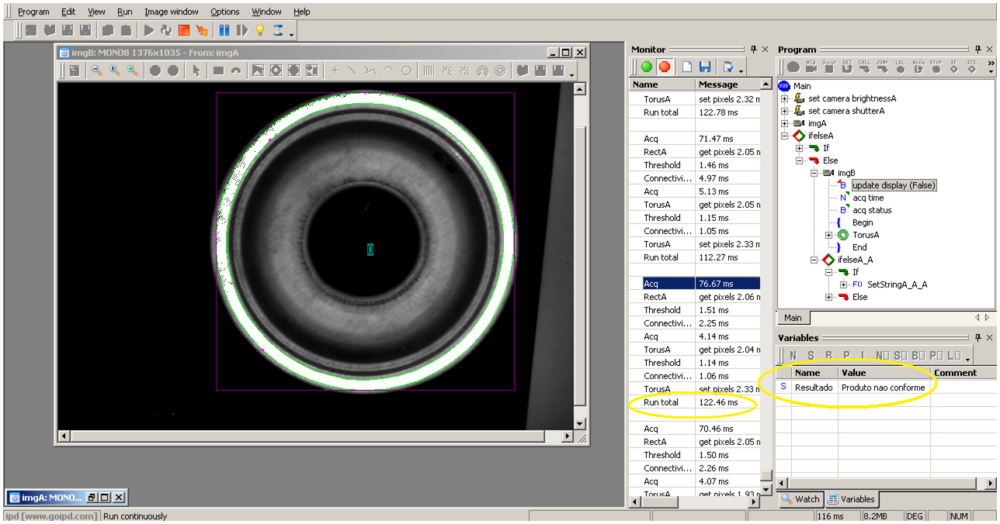 Program Edit View Run Image window Options Window Help
imgB: MONO8 1376x1035 - From: imgA
Monitor
Name Message
TorusA set pixels 2.32 m
Run total 122.78 ms
Acq 71.47 ms
RectA get pixels 2.05 n
Threshold 1.46 ms
Connectivi... 4.97 ms
Acq 5.13 ms
TorusA get pixels 2.05 n
Threshold 1.15 ms
Connectivi... 1.05 ms
TorusA set pixels 2.33 m
Run total 112.27 ms
Acq 76.67 ms
RectA get pixels 2.06 n
Threshold 1.51 ms
Connectivi... 2.25 ms
Acq 4.14 ms
TorusA get pixels 2.04 n
Threshold 1.14 ms
Connectivi... 1.06 ms
TorusA set pixels 2.33 n
Run total 122.46 ms
Acq 70.46 ms
RectA get pixels 2.05 n
Threshold 1.50 ms
Connectivi... 2.26 ms
Acq 4.07 ms
TorusA get pixels 1.93 n
Program
ACQ Script RET CALL JUMP LBL While STOP IF IFE
SUB Main
set camera brightnessA
set camera shutterA
imgA
ifelseA
If
Else
imgB
B update display (False)
N acq time
B acq status
{ Begin
TorusA
} End
ifelseA_A
If
F() SetStringA_A_A
Else
Main
Variables
N S B P L N[] S[] B[] P[] L[]
Name Value Comment
S Resultado Produto nao conforme
Watch Variables
imgA: MONO...
ipd [www.goipd.com] Run continuously
116 ms 8.2MB DEG NUM